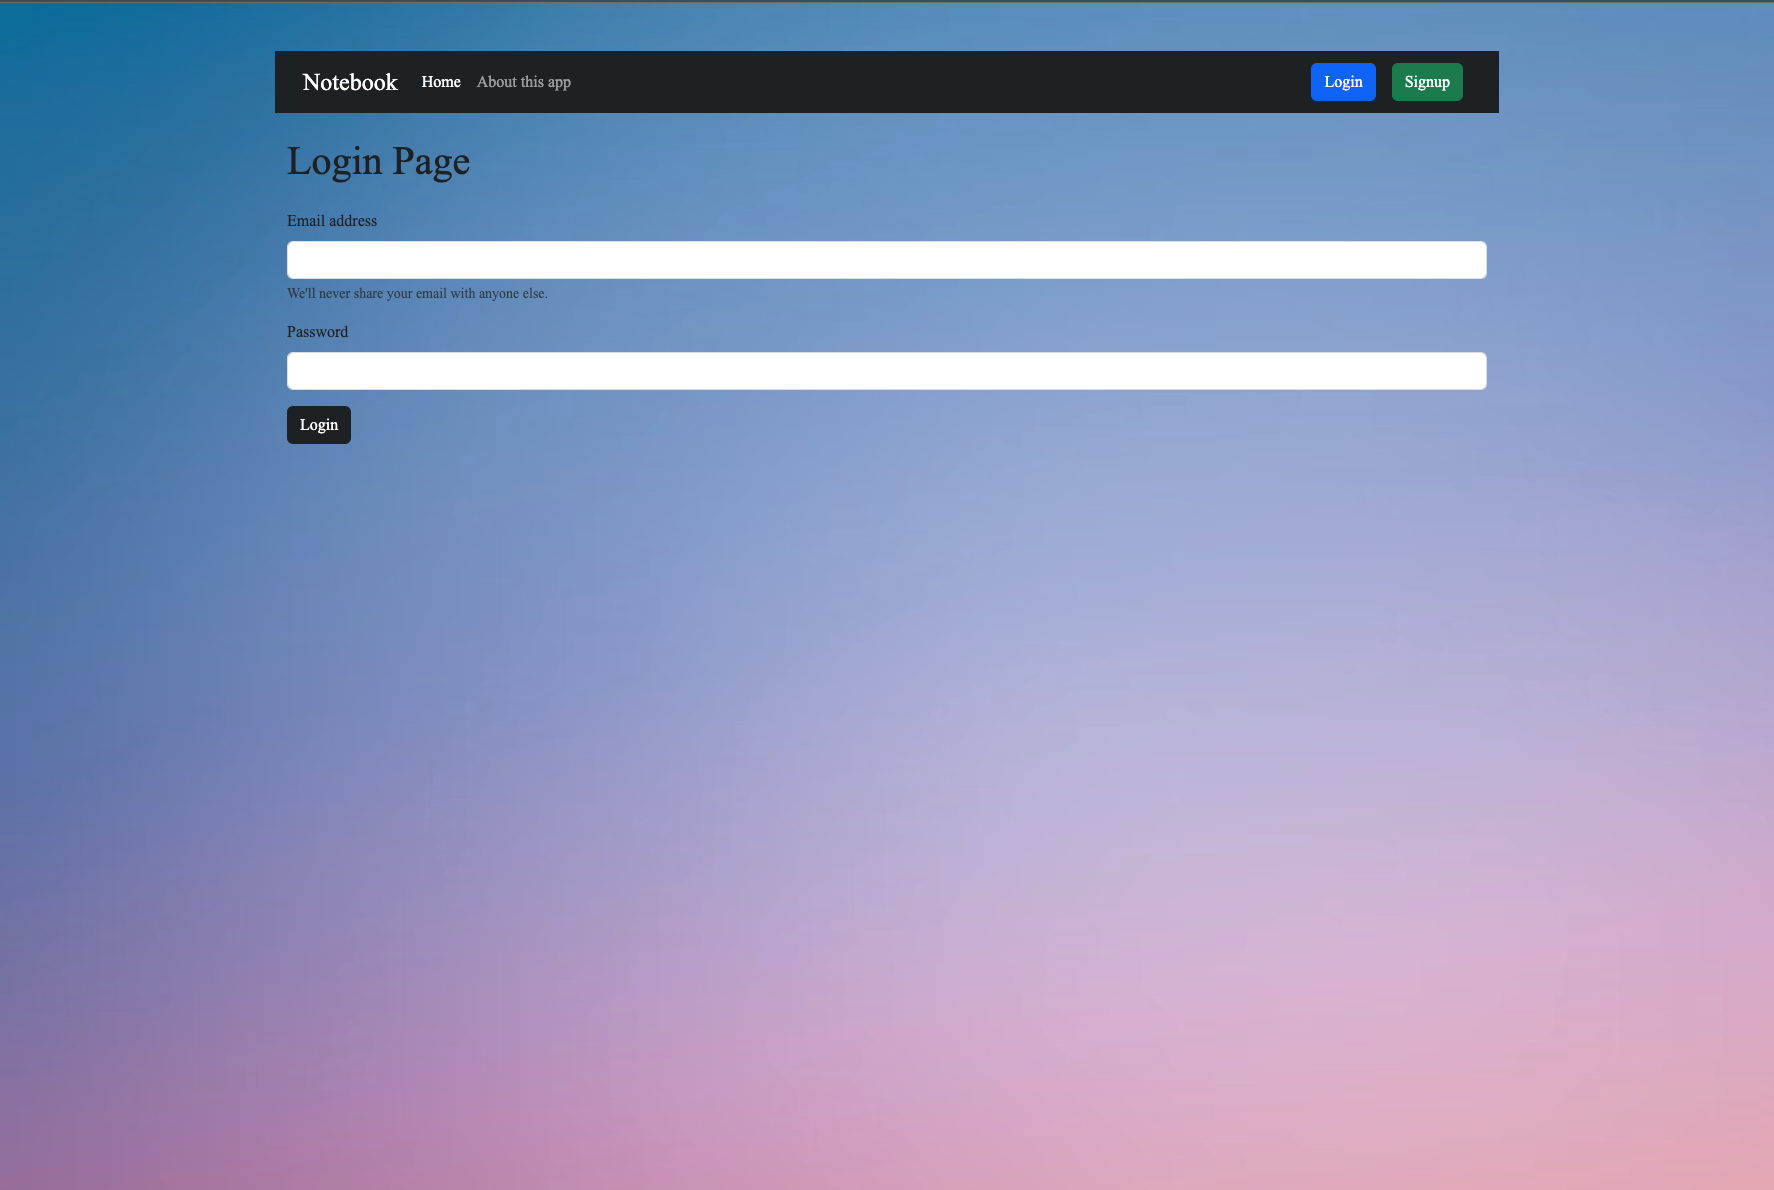 Notebook Home About this app Login Signup
Login Page
Email address
We'll never share your email with anyone else.
Password
Login